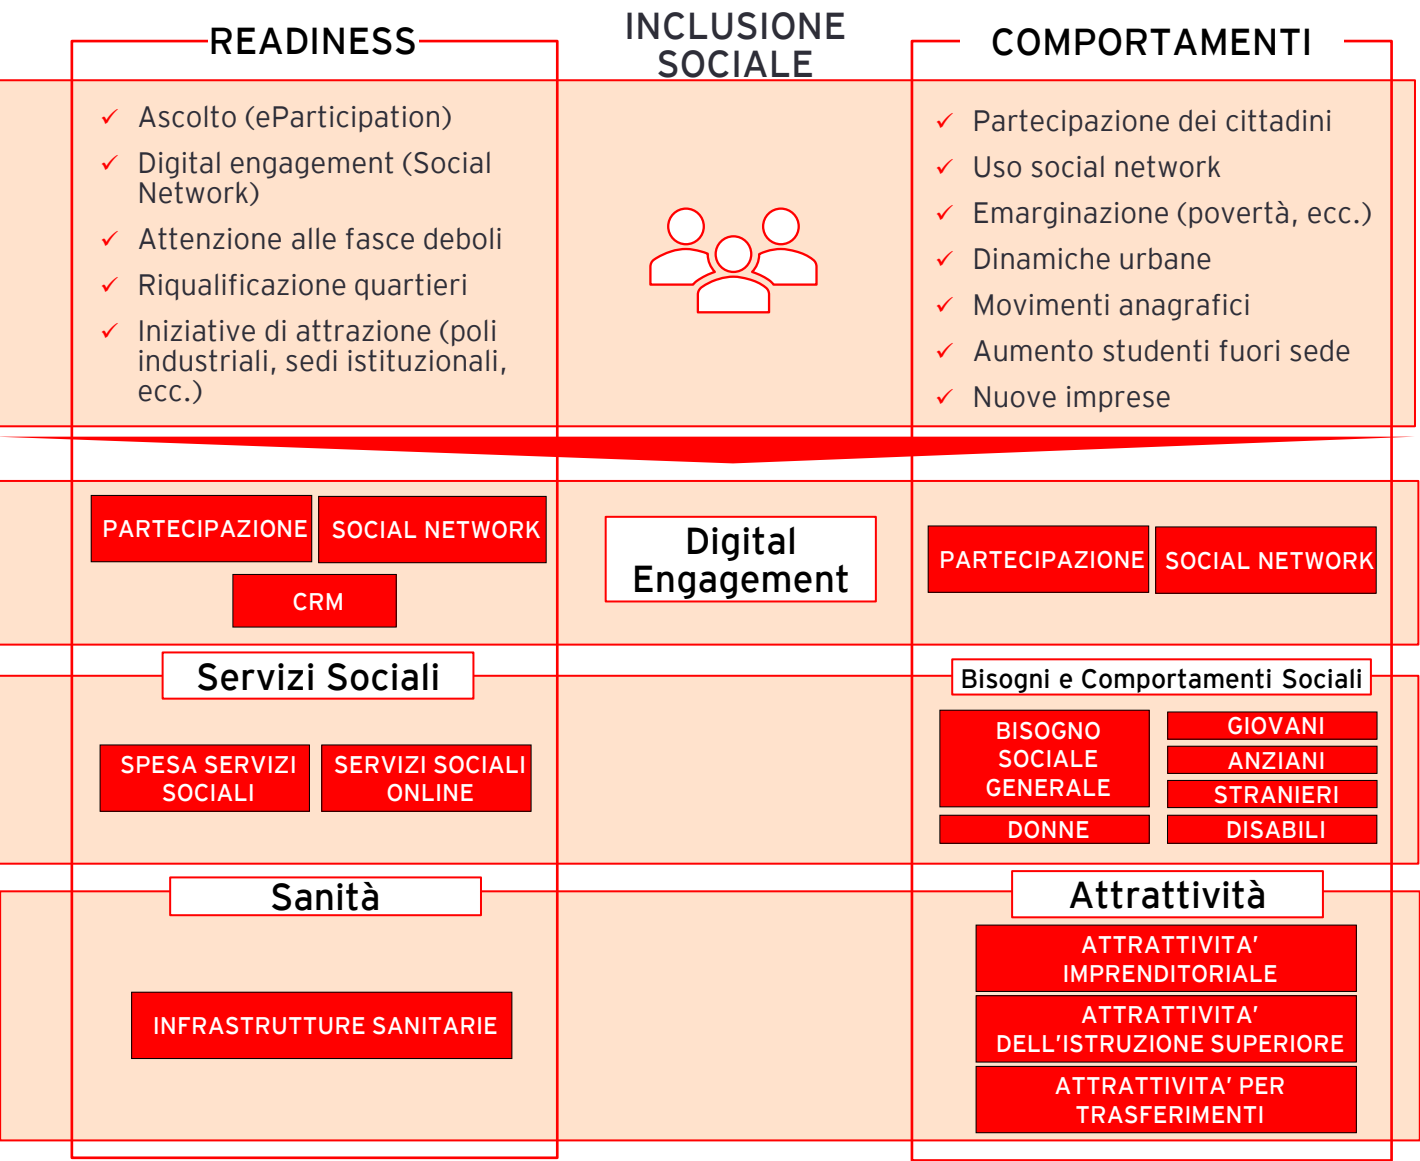 READINESS
INCLUSIONE
SOCIALE
COMPORTAMENTI
Ascolto (eParticipation)
Digital engagement (Social
Network)
Attenzione alle fasce deboli
Riqualificazione quartieri
Iniziative di attrazione (poli
industriali, sedi istituzionali,
ecc.)
Partecipazione dei cittadini
Uso social network
Emarginazione (povertà, ecc.)
Dinamiche urbane
Movimenti anagrafici
Aumento studenti fuori sede
Nuove imprese
PARTECIPAZIONE
SOCIAL NETWORK
CRM
Digital
Engagement
PARTECIPAZIONE
SOCIAL NETWORK
Servizi Sociali
SPESA SERVIZI
SOCIALI
SERVIZI SOCIALI
ONLINE
Bisogni e Comportamenti Sociali
BISOGNO
SOCIALE
GENERALE
DONNE
GIOVANI
ANZIANI
STRANIERI
DISABILI
Sanità
INFRASTRUTTURE SANITARIE
Attrattività
ATTRATTIVITA’
IMPRENDITORIALE
ATTRATTIVITA’
DELL’ISTRUZIONE SUPERIORE
ATTRATTIVITA’ PER
TRASFERIMENTI